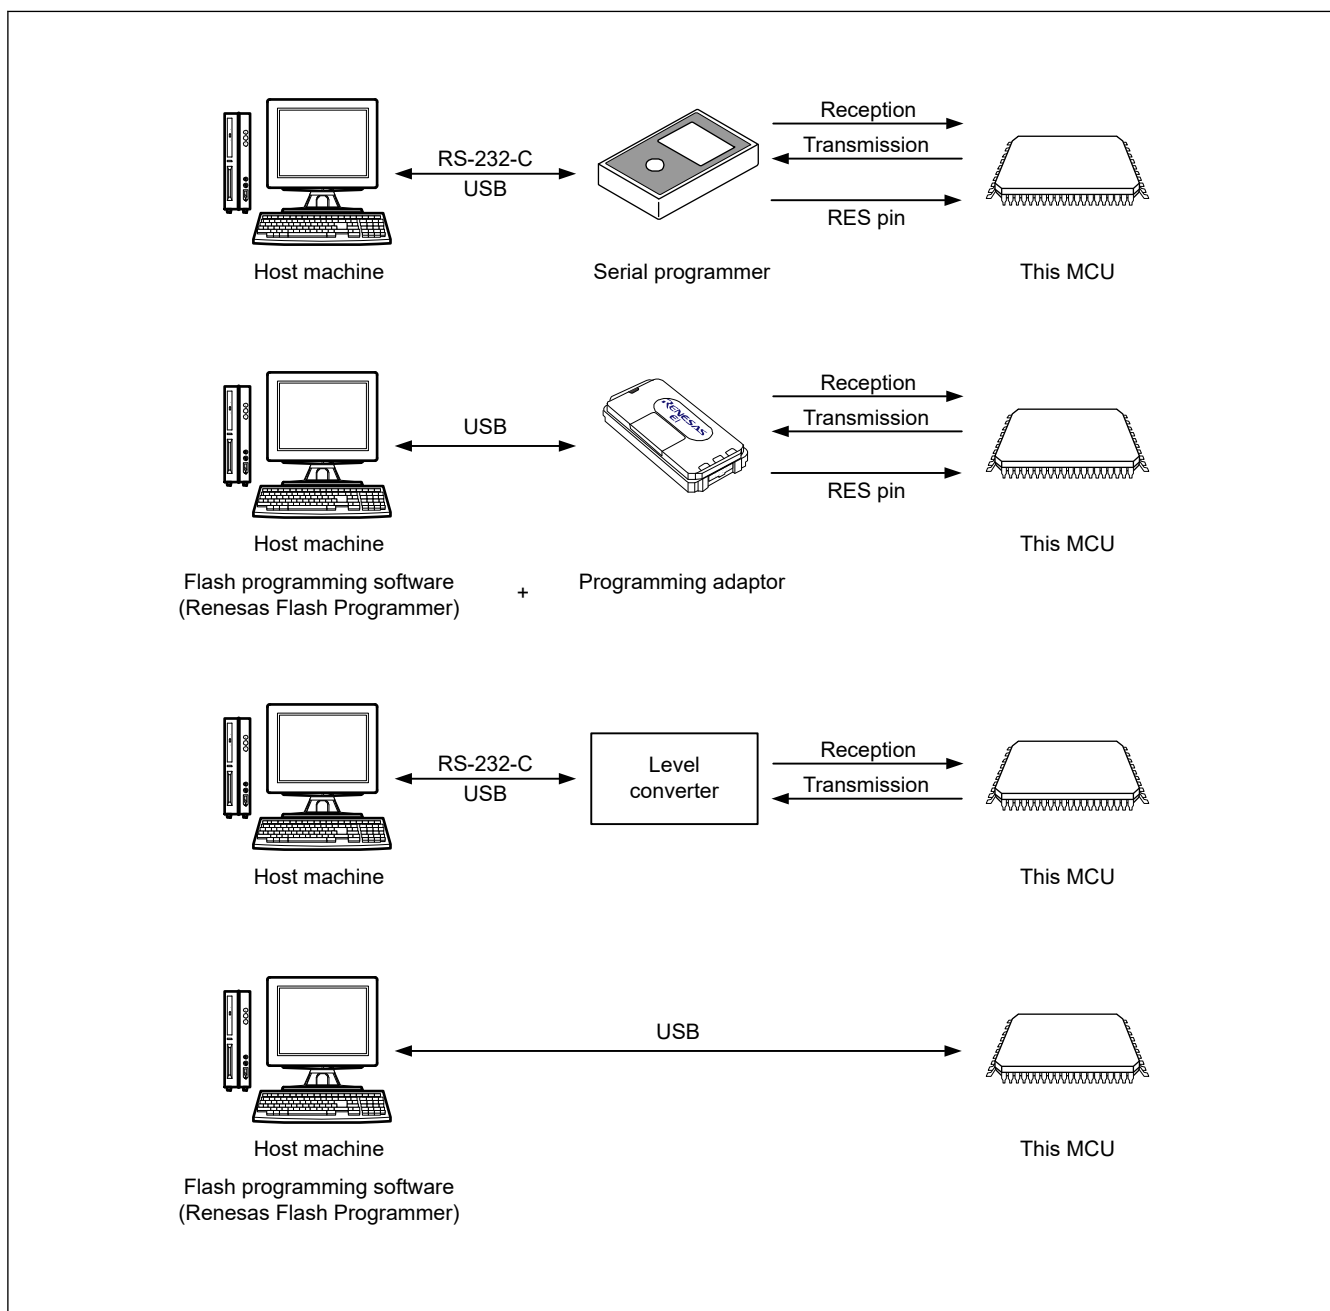 Reception
RS-232-C
Transmission
USB
RES pin
Host machine
Serial programmer
This MCU
Reception
USB
Transmission
RENESAS
E1
RES pin
Host machine
This MCU
Flash programming software
(Renesas Flash Programmer)
+
Programming adaptor
RS-232-C
USB
Level
converter
Reception
Transmission
Host machine
This MCU
USB
Host machine
This MCU
Flash programming software
(Renesas Flash Programmer)